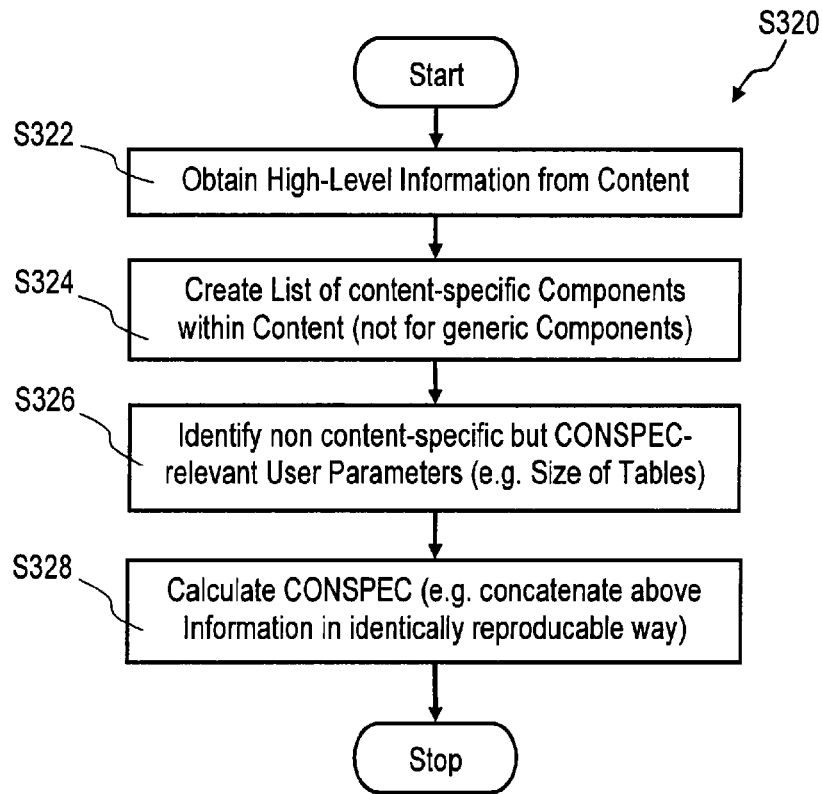 S320
Start
S322
Obtain High-Level Information from Content
S324
Create List of content-specific Components
within Content (not for generic Components)
S326
Identify non content-specific but CONSPEC-
relevant User Parameters (e.g. Size of Tables)
S328
Calculate CONSPEC (e.g. concatenate above
Information in identically reproducable way)
Stop